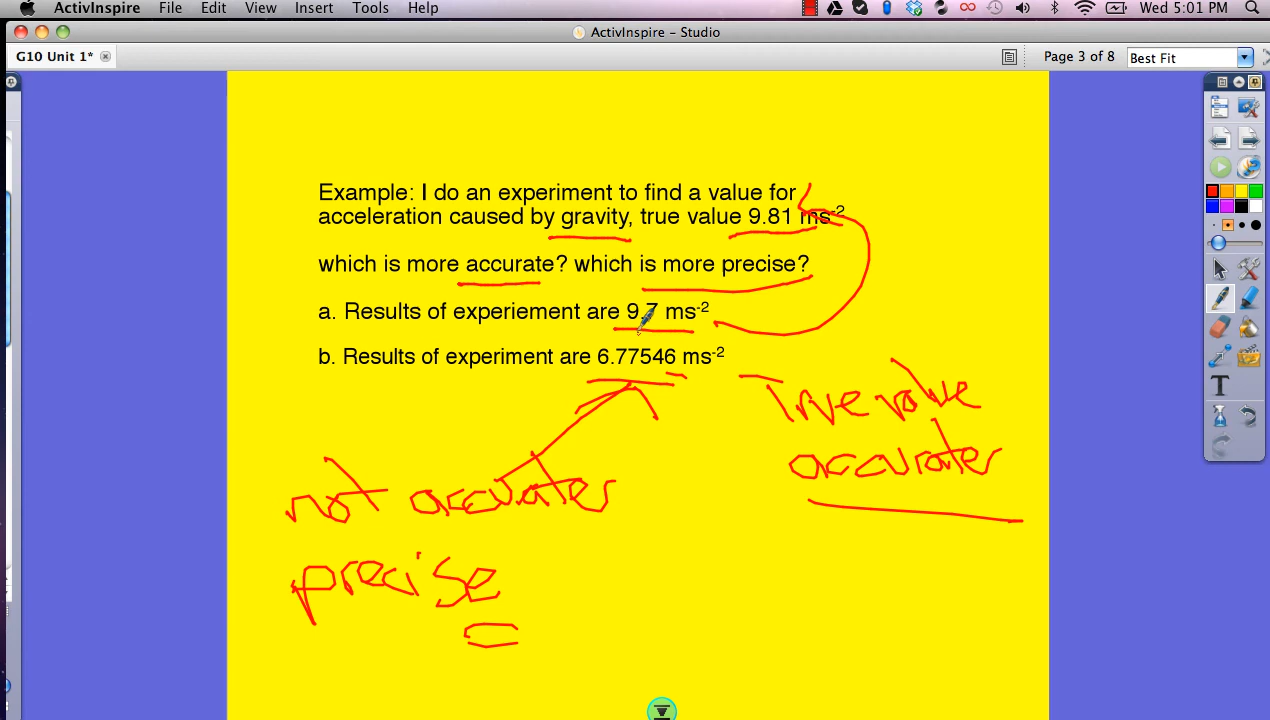 ActivInspire File Edit View Insert Tools Help Wed 5:01 PM
ActivInspire – Studio
G10 Unit 1* Page 3 of 8 Best Fit
Example: I do an experiment to find a value for
acceleration caused by gravity, true value 9.81 ms-2
which is more accurate? which is more precise?
a. Results of experiement are 9.7 ms-2
b. Results of experiment are 6.77546 ms-2
True value
accurate
not accurate
precise
T